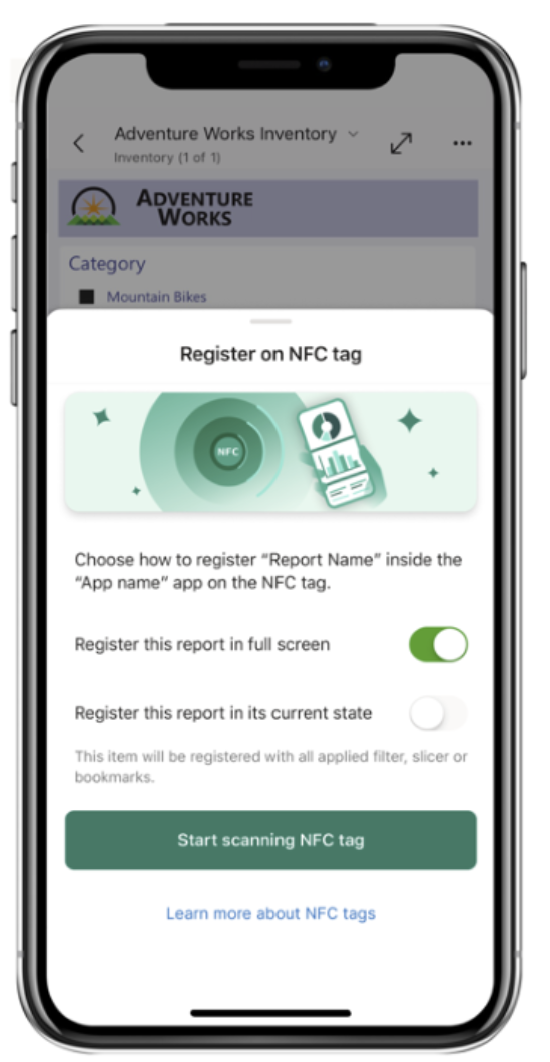 Adventure Works Inventory
Inventory (1 of 1)
ADVENTURE
WORKS
Category
Mountain Bikes
Register on NFC tag
NFC
Choose how to register “Report Name” inside the
“App name” app on the NFC tag.
Register this report in full screen
Register this report in its current state
This item will be registered with all applied filter, slicer or
bookmarks.
Start scanning NFC tag
Learn more about NFC tags